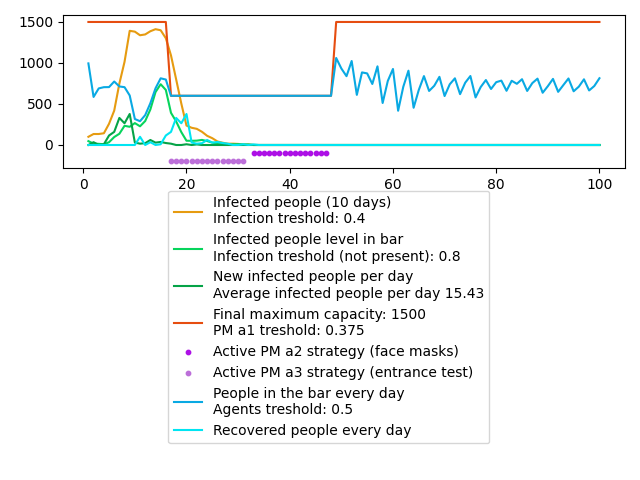 1500
1000
500
0
0
20
40
60
80
100
Infected people (10 days)
Infection treshold: 0.4
Infected people level in bar
Infection treshold (not present): 0.8
New infected people per day
Average infected people per day 15.43
Final maximum capacity: 1500
PM a1 treshold: 0.375
Active PM a2 strategy (face masks)
Active PM a3 strategy (entrance test)
People in the bar every day
Agents treshold: 0.5
Recovered people every day